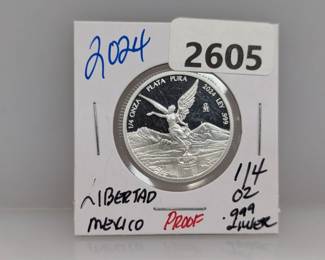 2024
2605
1/4 ONZA PLATA PURA 2024 LEY .999
LIBERTAD
MEXICO
PROOF
1/4
OZ
.999
SILVER